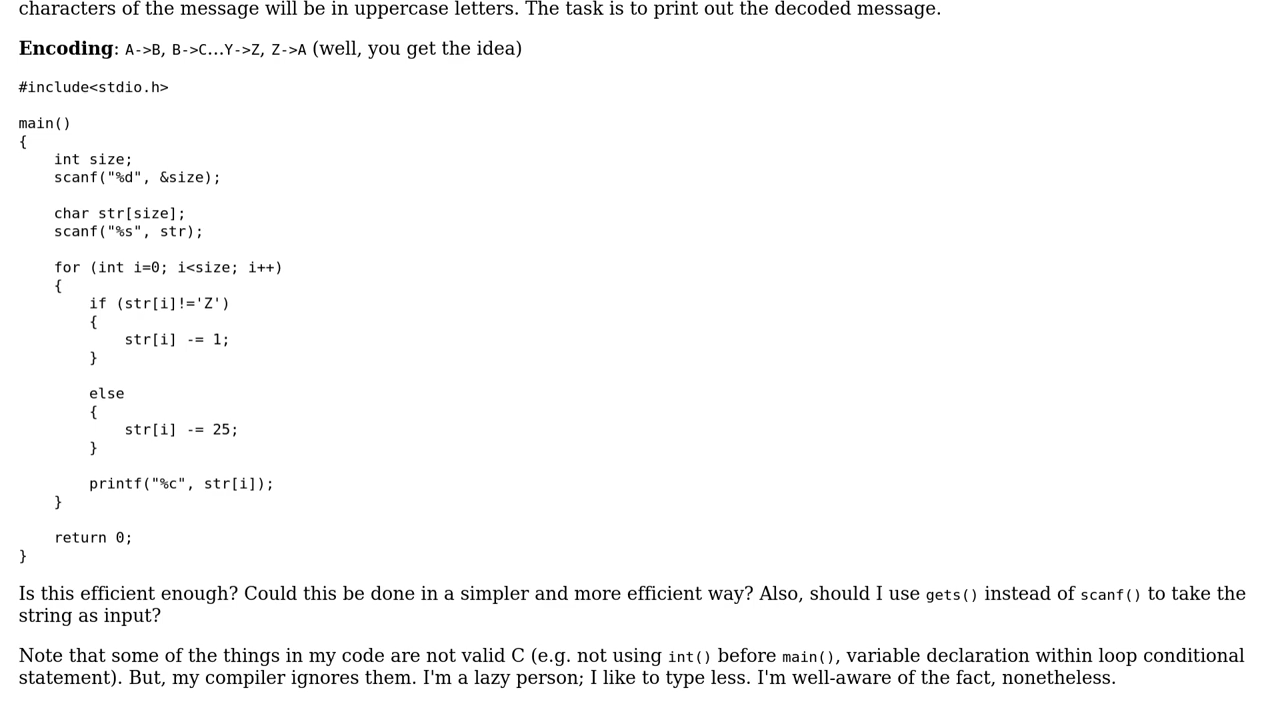 characters of the message will be in uppercase letters. The task is to print out the decoded message.
Encoding: A->B, B->C...Y->Z, Z->A (well, you get the idea)
#include<stdio.h>
main()
{
    int size;
    scanf("%d", &size);
    char str[size];
    scanf("%s", str);
    for (int i=0; i<size; i++)
    {
        if (str[i]!='Z')
        {
            str[i] -= 1;
        }
        else
        {
            str[i] -= 25;
        }
        printf("%c", str[i]);
    }
    return 0;
}
Is this efficient enough? Could this be done in a simpler and more efficient way? Also, should I use gets() instead of scanf() to take the
string as input?
Note that some of the things in my code are not valid C (e.g. not using int() before main(), variable declaration within loop conditional
statement). But, my compiler ignores them. I'm a lazy person; I like to type less. I'm well-aware of the fact, nonetheless.